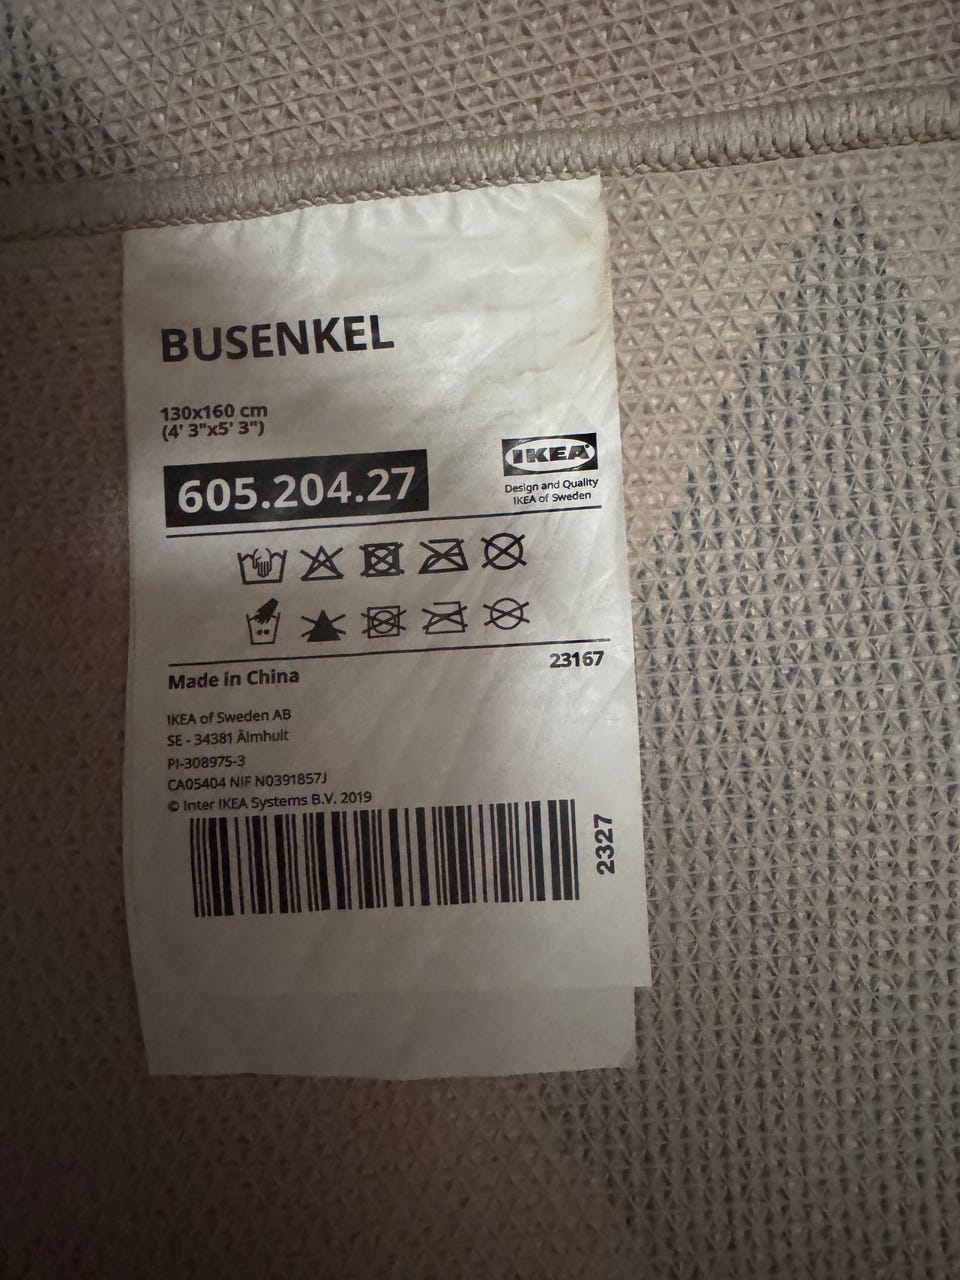 BUSENKEL
130x160 cm
(4' 3"x5' 3")
605.204.27
IKEA®
Design and Quality
IKEA of Sweden
Made in China
23167
IKEA of Sweden AB
SE - 34381 Älmhult
PI-308975-3
CA05404 NIF N0391857J
© Inter IKEA Systems B.V. 2019
2327